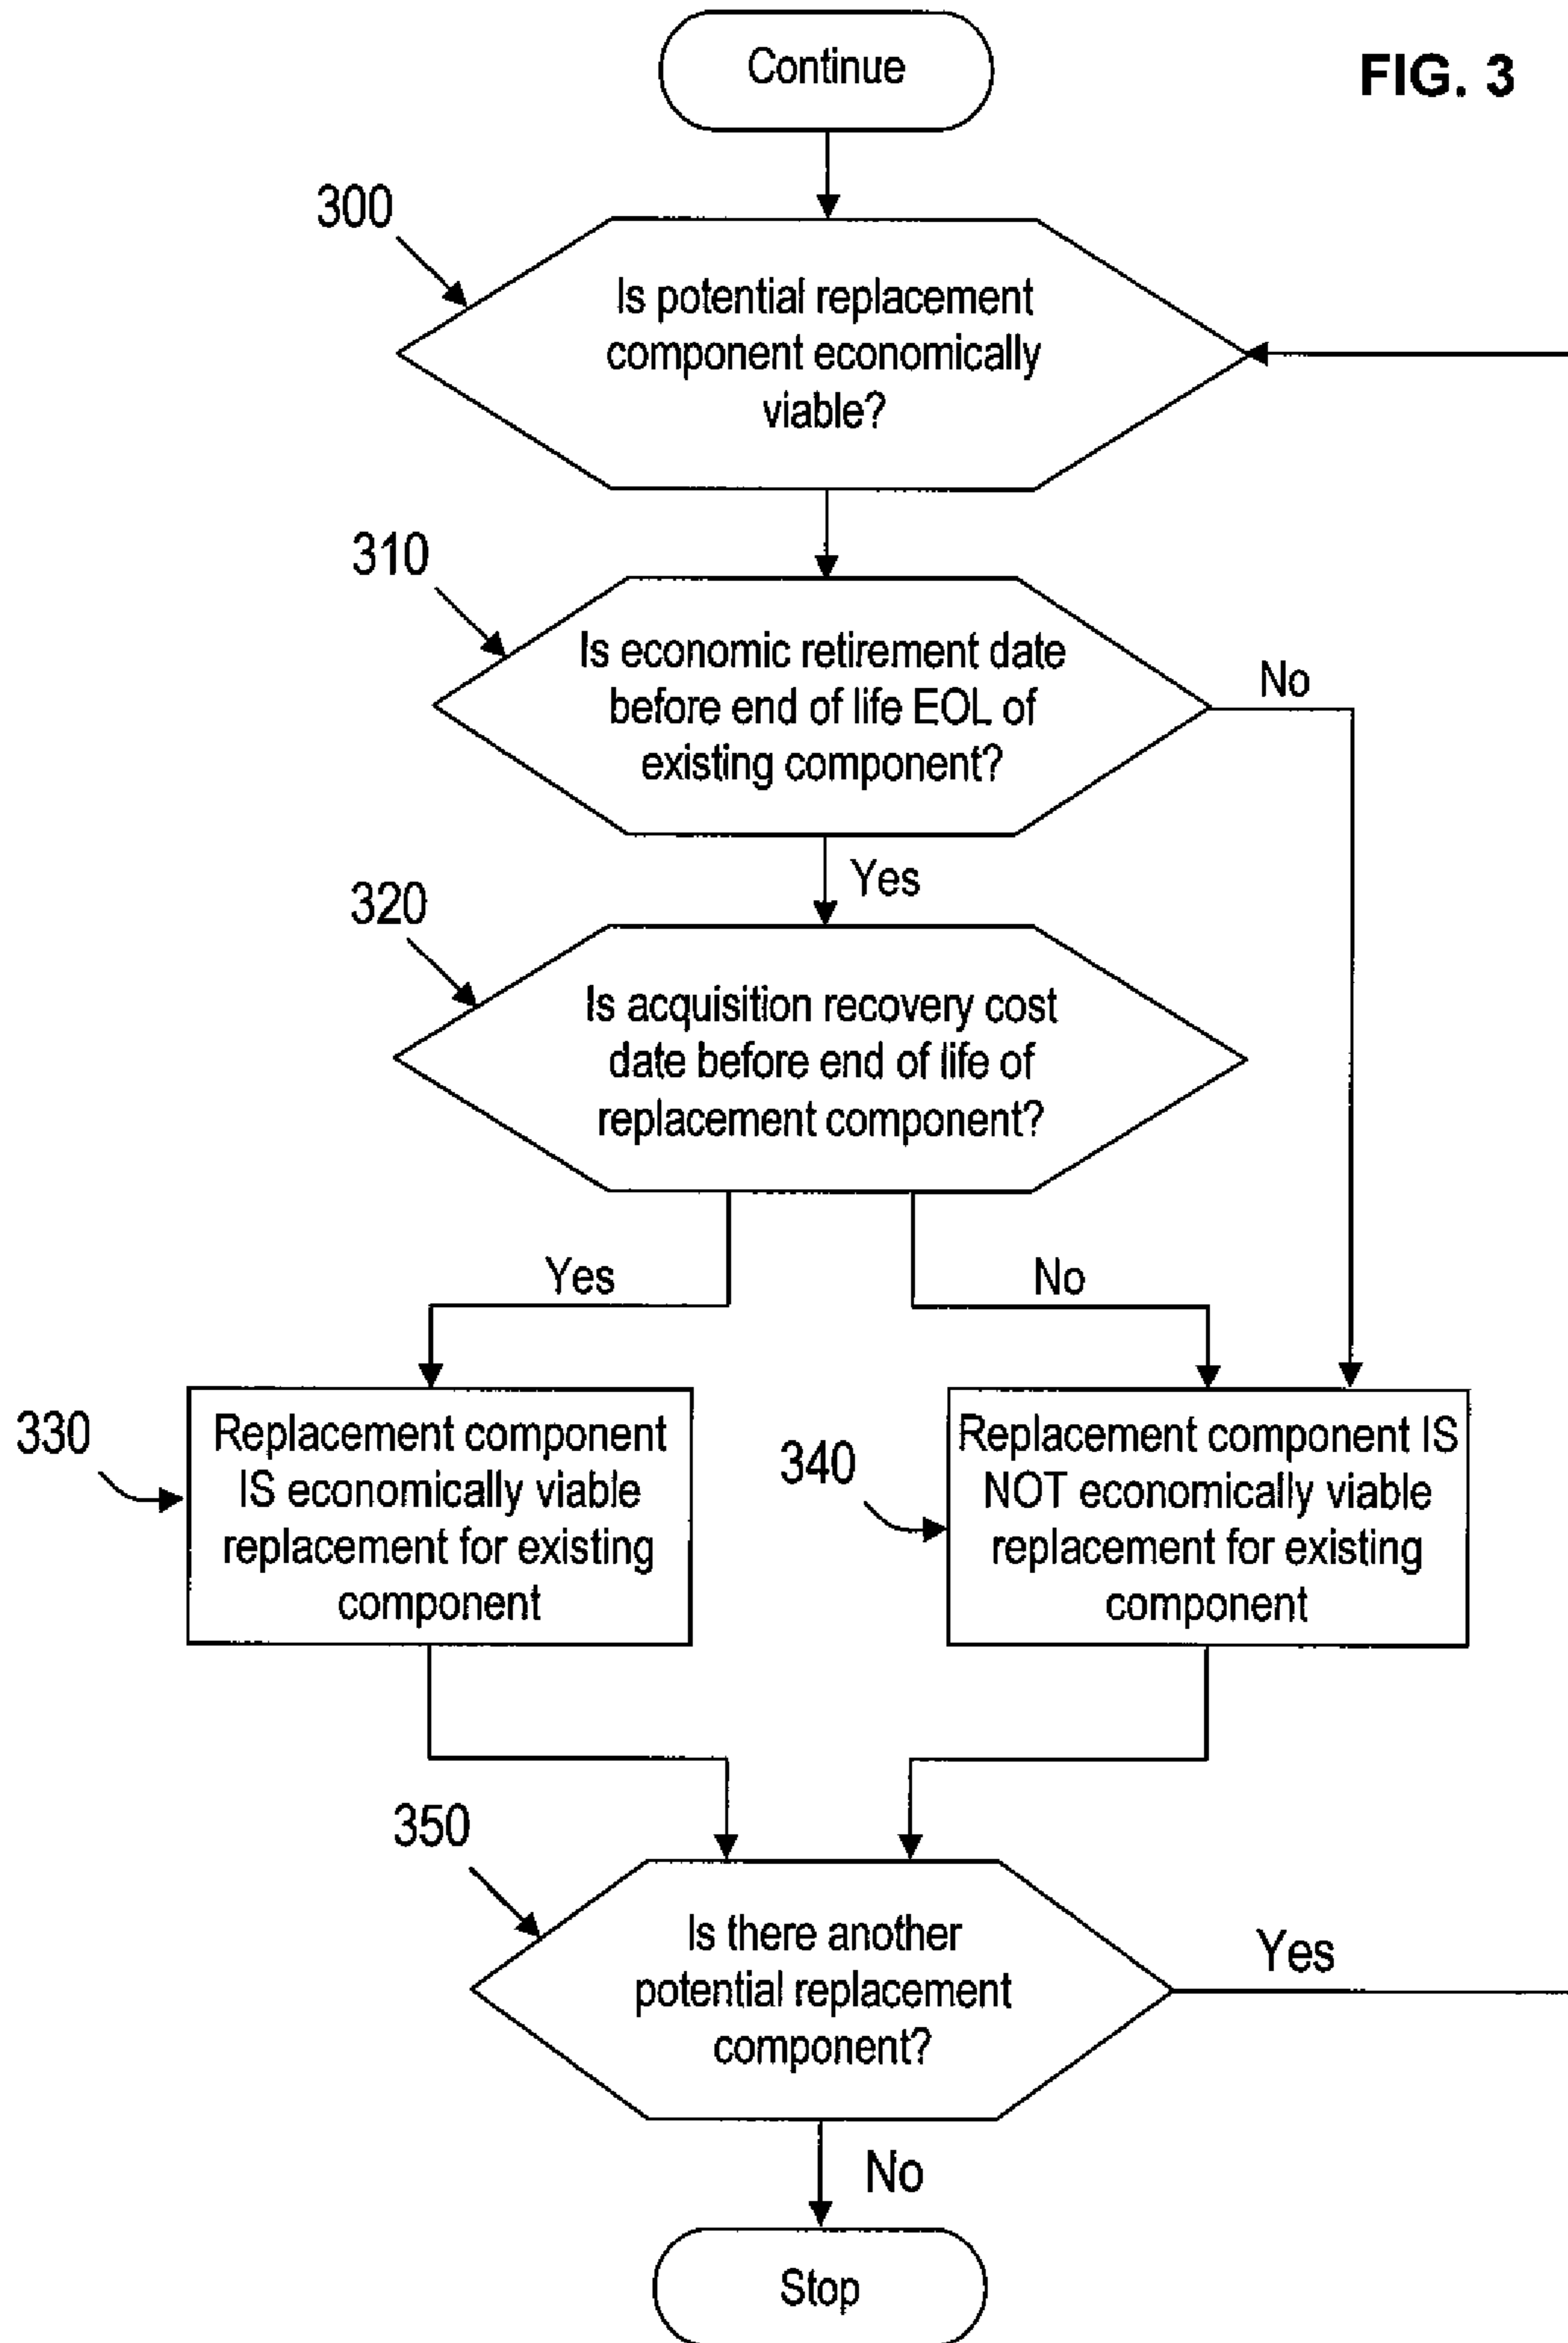 Continue
FIG. 3
300
Is potential replacement
component economically
viable?
310
Is economic retirement date
before end of life EOL of
existing component?
No
Yes
320
Is acquisition recovery cost
date before end of life of
replacement component?
Yes
No
330
Replacement component
IS economically viable
replacement for existing
component
340
Replacement component IS
NOT economically viable
replacement for existing
component
350
Is there another
potential replacement
component?
Yes
No
Stop